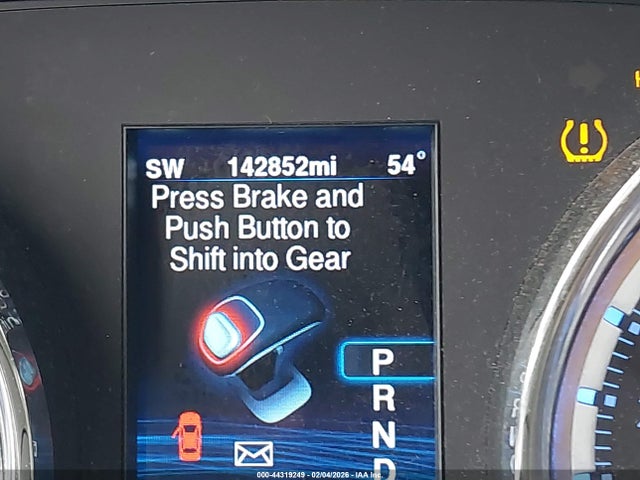 SW 142852mi 54°
Press Brake and
Push Button to
Shift into Gear
P
R
N
D
000-44319249 - 02/04/2026 - IAA Inc.